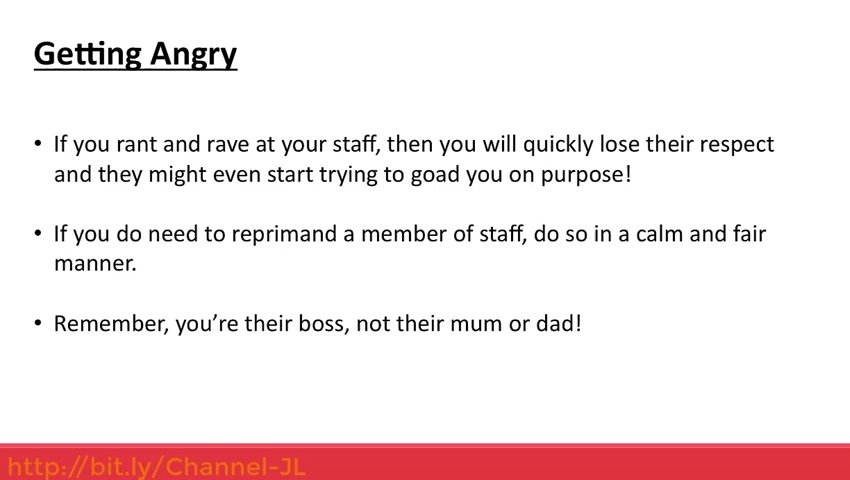 Getting Angry
• If you rant and rave at your staff, then you will quickly lose their respect
and they might even start trying to goad you on purpose!
• If you do need to reprimand a member of staff, do so in a calm and fair
manner.
• Remember, you’re their boss, not their mum or dad!
http://bit.ly/Channel-JL